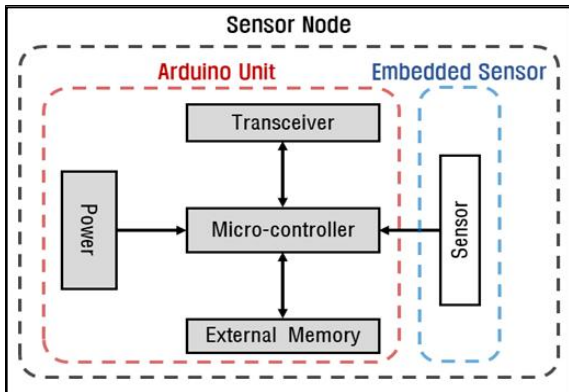 Sensor Node
Arduino Unit
Embedded Sensor
Transceiver
Power
Micro-controller
Sensor
External Memory